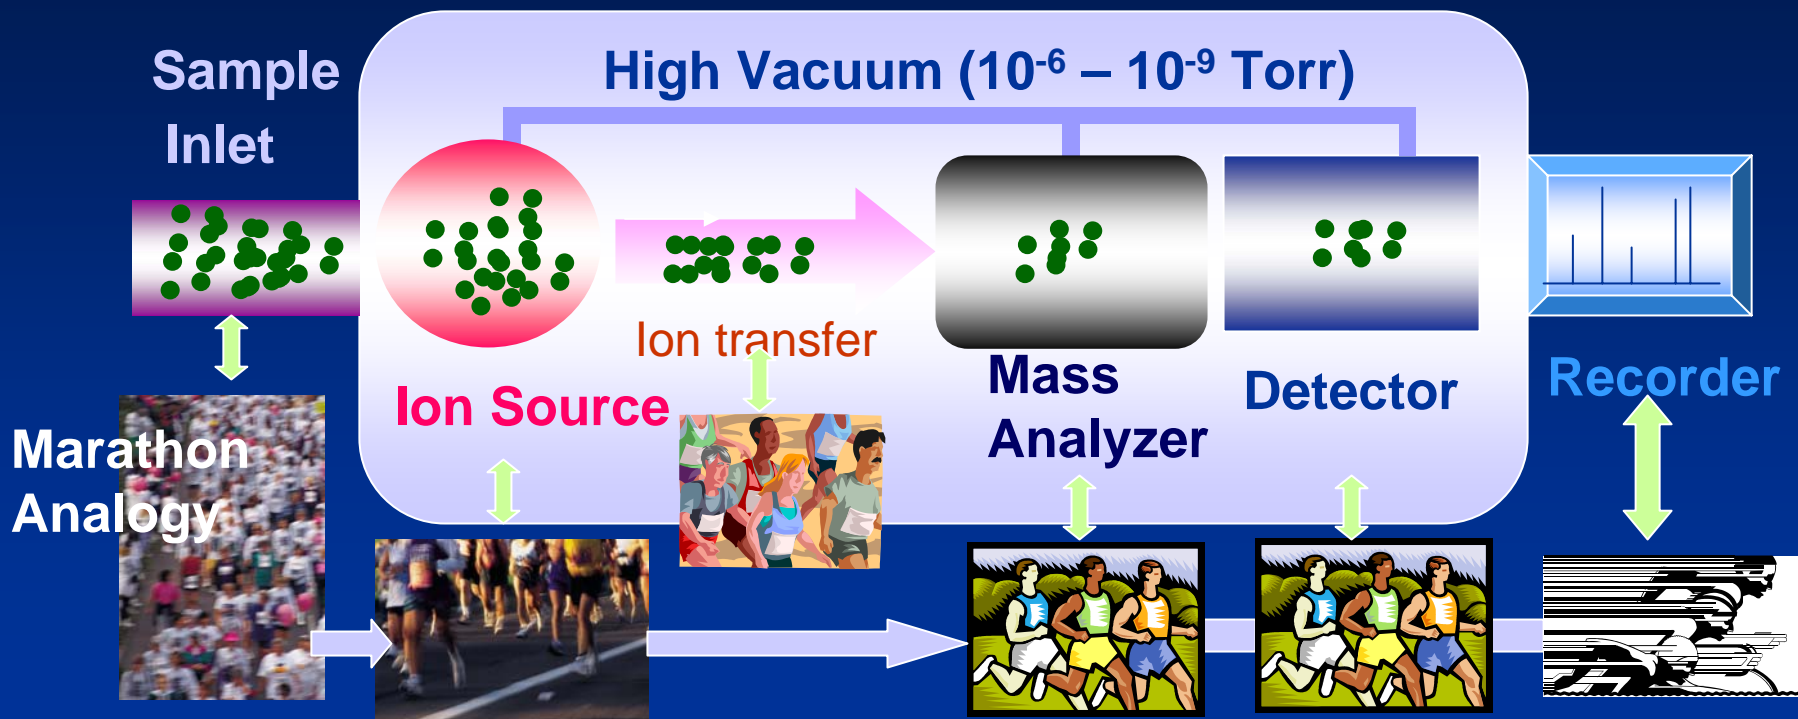 Sample
Inlet
High Vacuum (10⁻⁶ – 10⁻⁹ Torr)
Ion transfer
Ion Source
Mass
Analyzer
Detector
Recorder
Marathon
Analogy